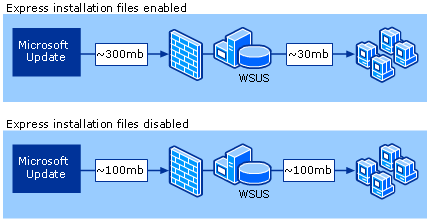 Express installation files enabled
Microsoft
Update
~300mb
WSUS
~30mb
Express installation files disabled
Microsoft
Update
~100mb
WSUS
~100mb